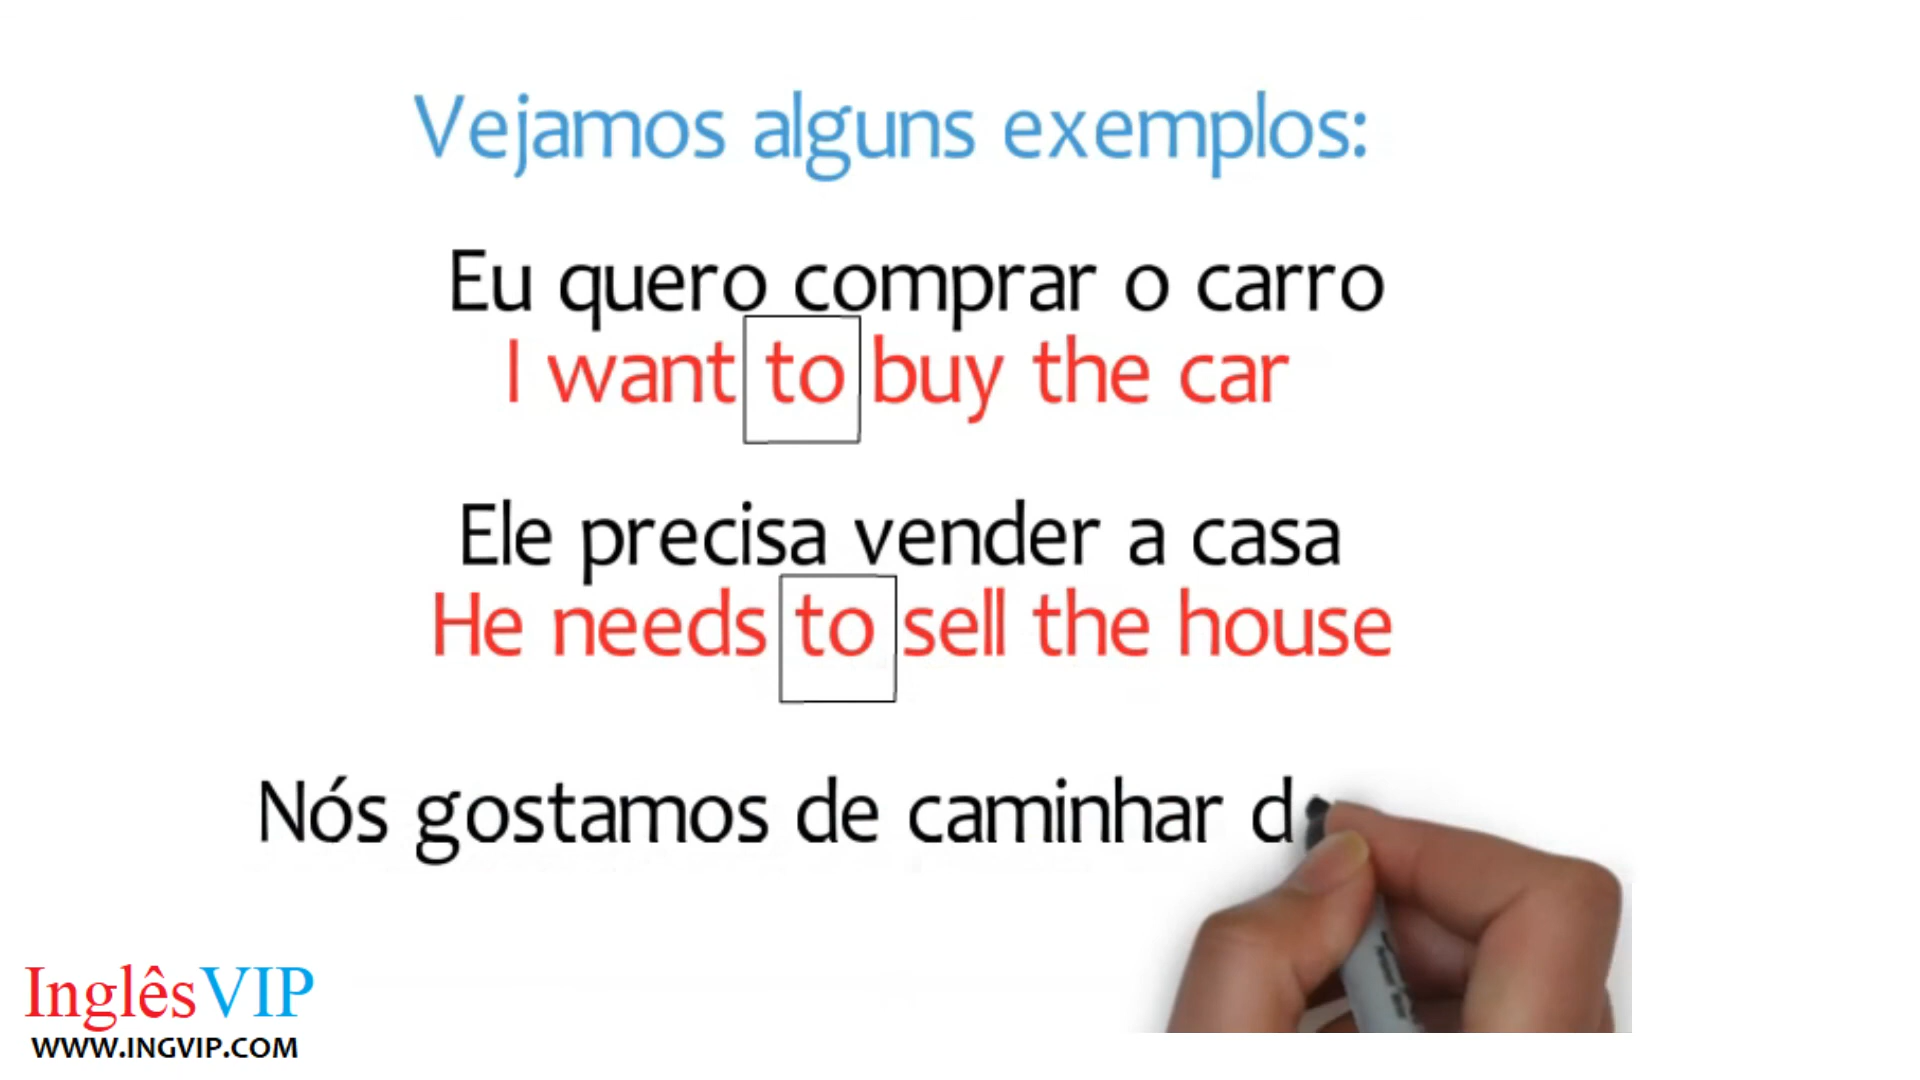 Vejamos alguns exemplos:
Eu quero comprar o carro
I want to buy the car
Ele precisa vender a casa
He needs to sell the house
Nós gostamos de caminhar d
InglêsVIP
WWW.INGVIP.COM